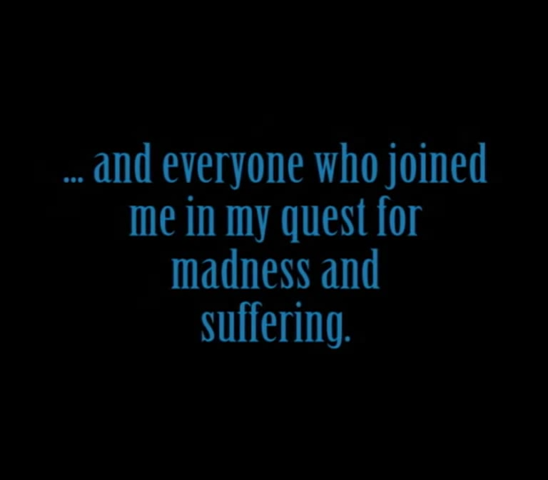 ... and everyone who joined
me in my quest for
madness and
suffering.